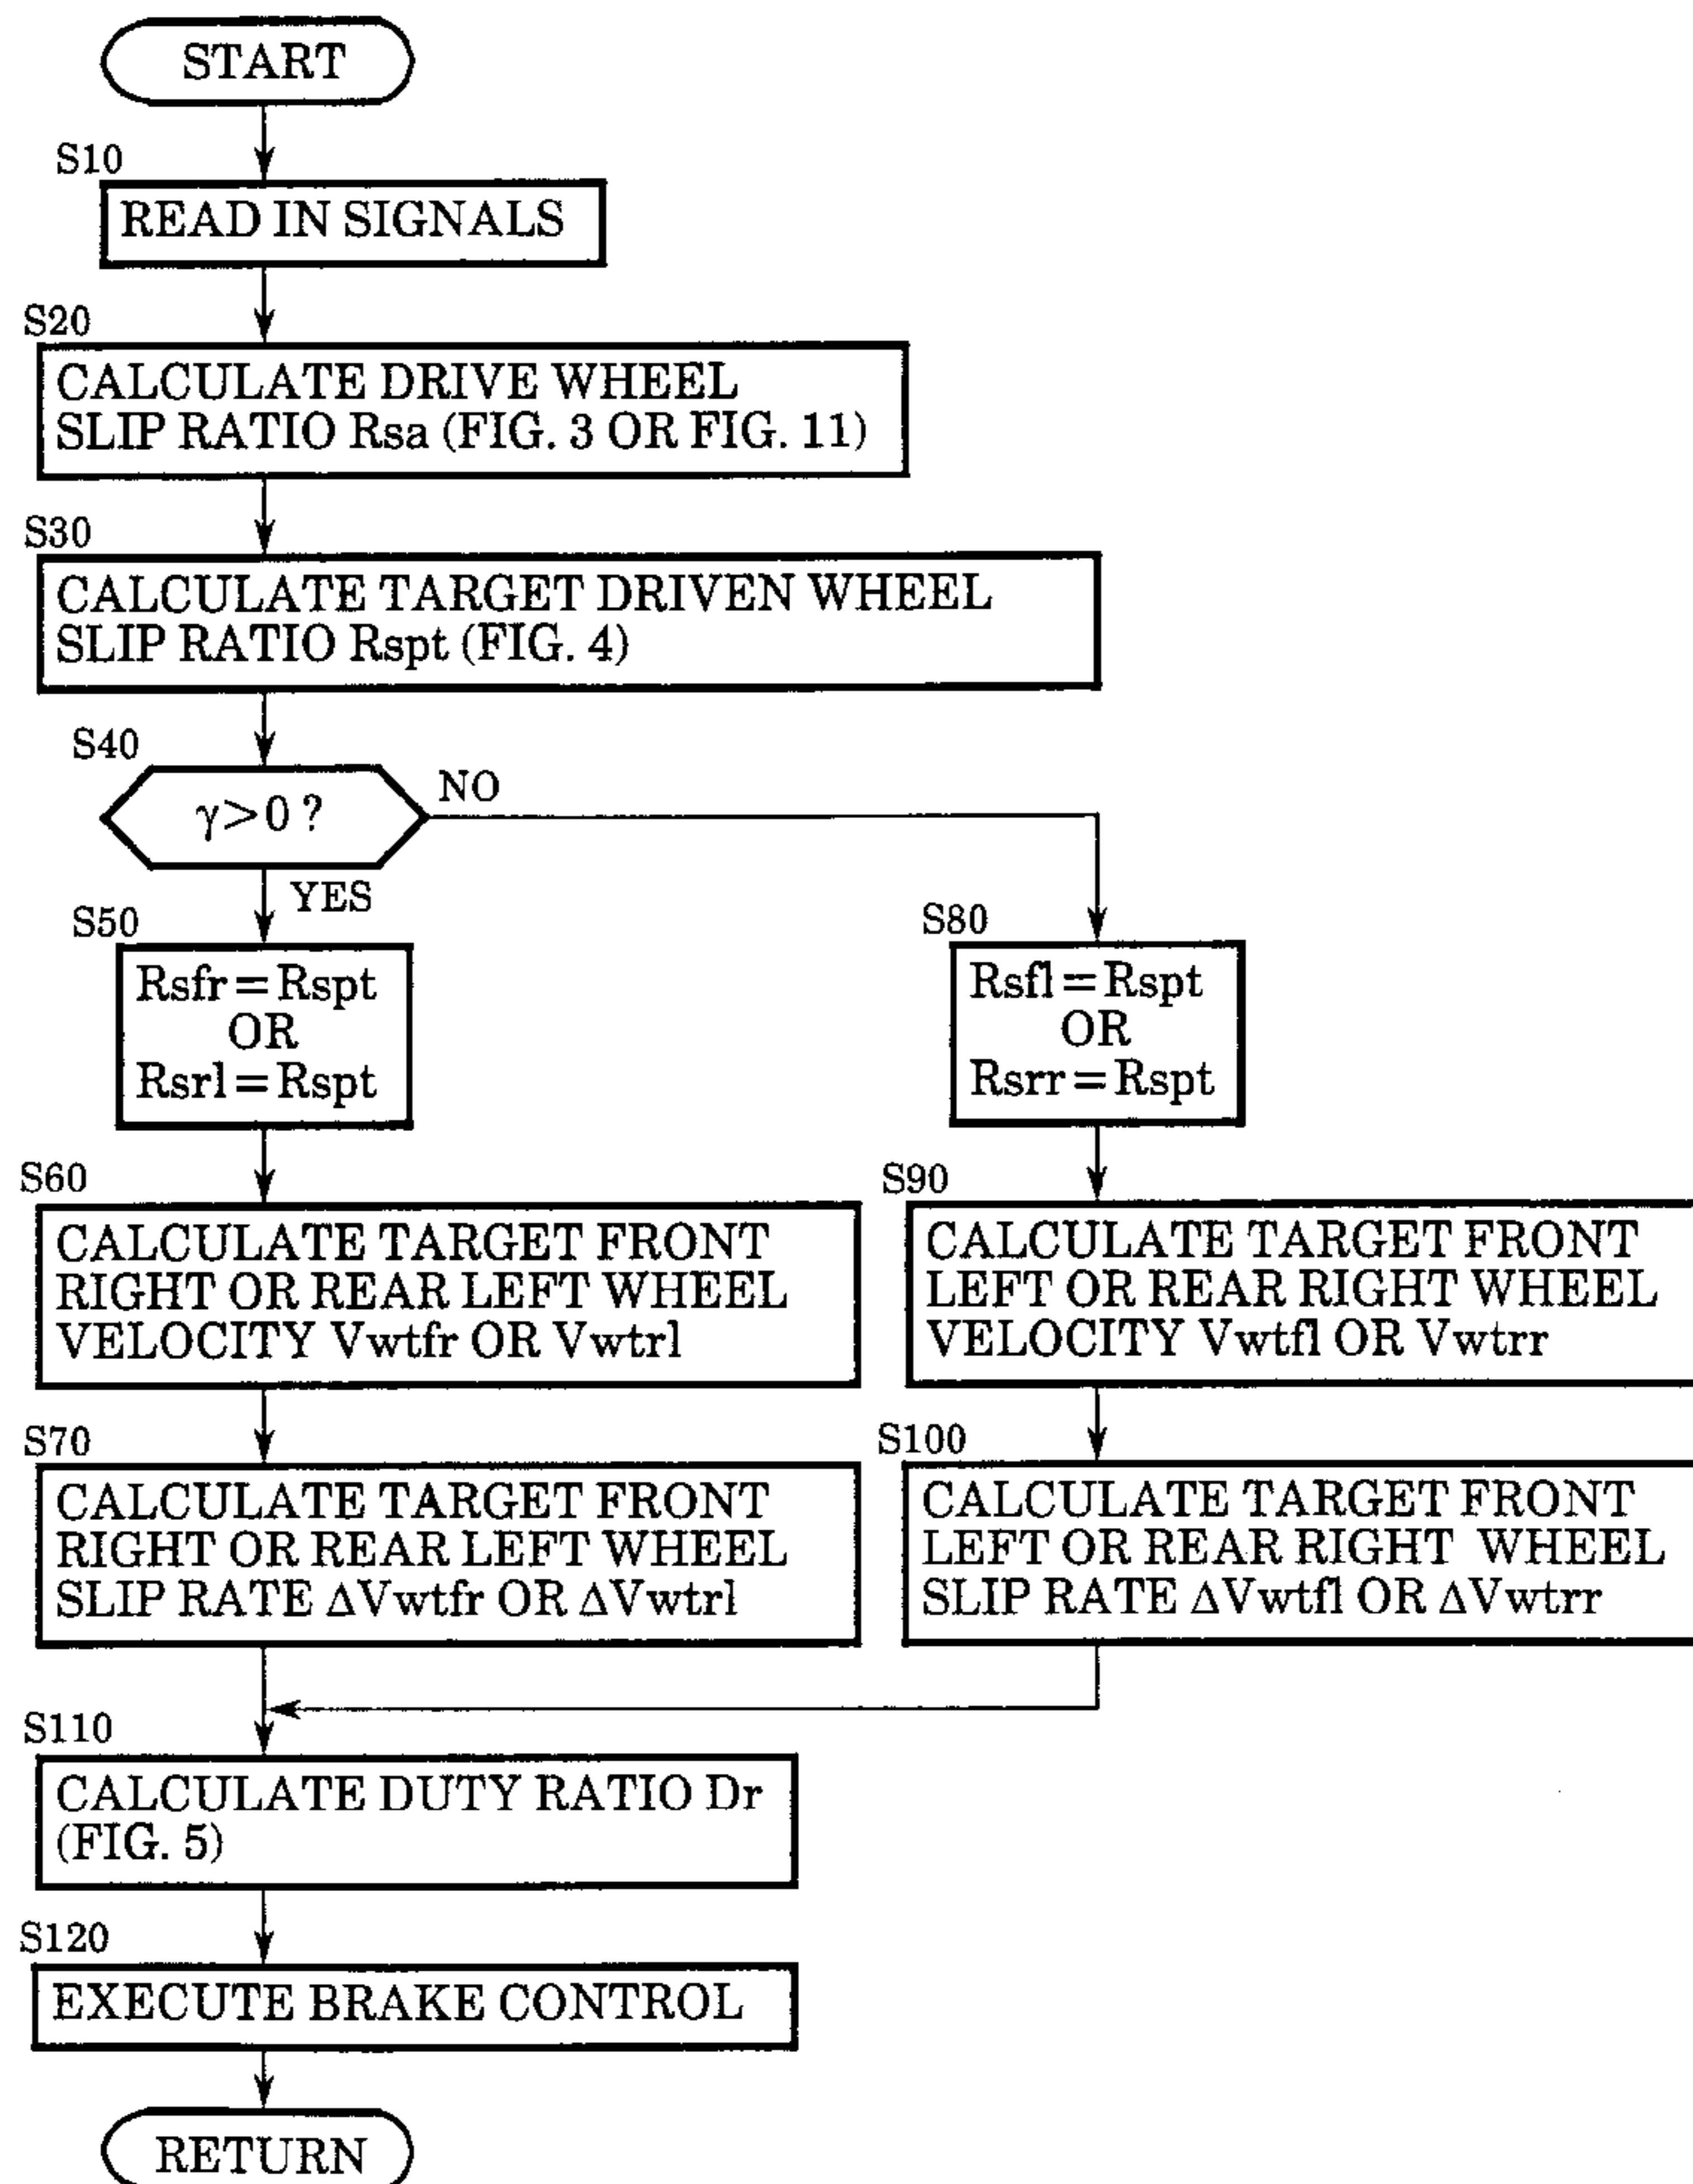 START
S10
READ IN SIGNALS
S20
CALCULATE DRIVE WHEEL
SLIP RATIO Rsa (FIG. 3 OR FIG. 11)
S30
CALCULATE TARGET DRIVEN WHEEL
SLIP RATIO Rspt (FIG. 4)
S40
γ>0 ?
NO
YES
S50
Rsfr=Rspt
OR
Rsrl=Rspt
S80
Rsfl=Rspt
OR
Rsrr=Rspt
S60
CALCULATE TARGET FRONT
RIGHT OR REAR LEFT WHEEL
VELOCITY Vwtfr OR Vwtrl
S90
CALCULATE TARGET FRONT
LEFT OR REAR RIGHT WHEEL
VELOCITY Vwtfl OR Vwtrr
S70
CALCULATE TARGET FRONT
RIGHT OR REAR LEFT WHEEL
SLIP RATE ΔVwtfr OR ΔVwtrl
S100
CALCULATE TARGET FRONT
LEFT OR REAR RIGHT WHEEL
SLIP RATE ΔVwtfl OR ΔVwtrr
S110
CALCULATE DUTY RATIO Dr
(FIG. 5)
S120
EXECUTE BRAKE CONTROL
RETURN